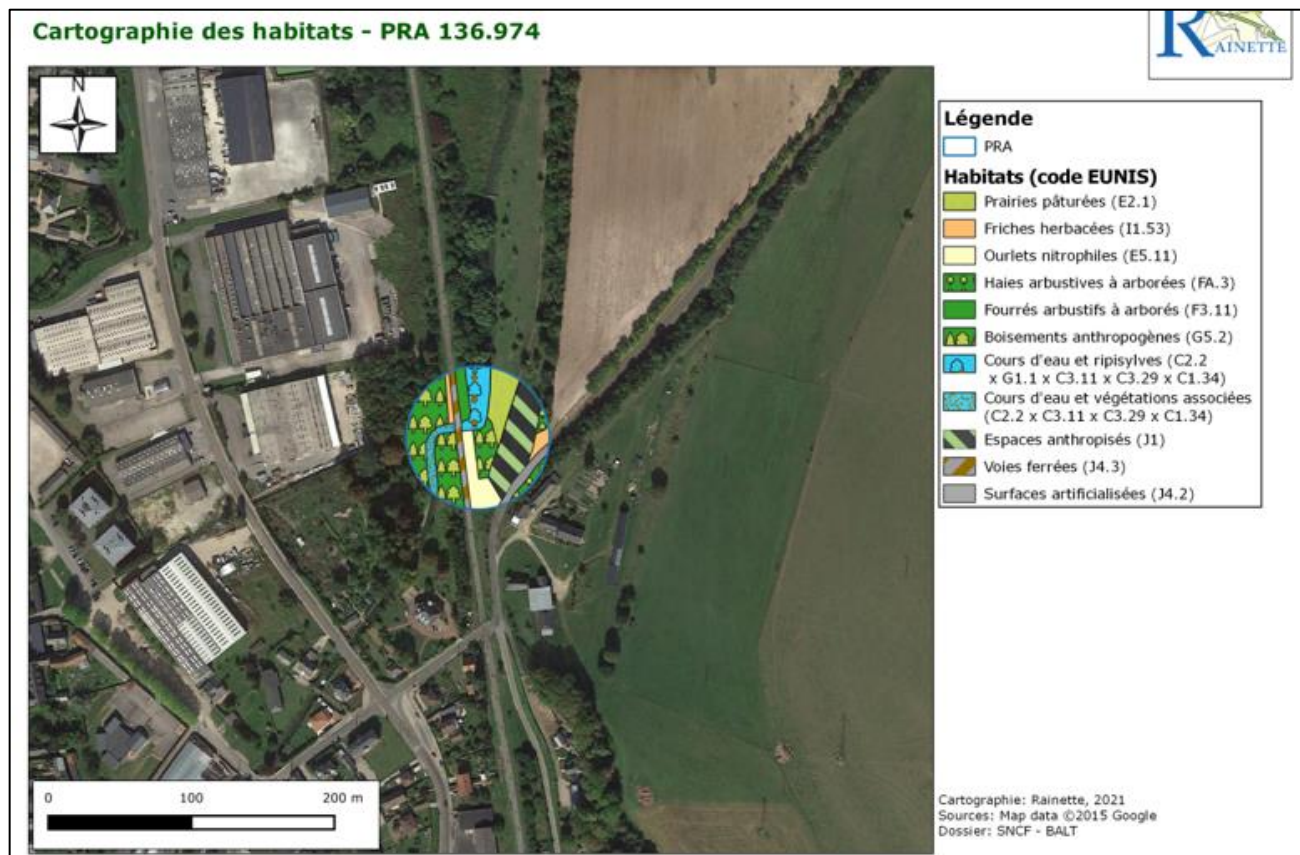 Cartographie des habitats - PRA 136.974
RAINETTE
N
Légende
PRA
Habitats (code EUNIS)
Prairies pâturées (E2.1)
Friches herbacées (I1.53)
Ourlets nitrophiles (E5.11)
Haies arbustives à arborées (FA.3)
Fourrés arbustifs à arborés (F3.11)
Boisements anthropogènes (G5.2)
Cours d'eau et ripisylves (C2.2
x G1.1 x C3.11 x C3.29 x C1.34)
Cours d'eau et végétations associées
(C2.2 x C3.11 x C3.29 x C1.34)
Espaces anthropisés (J1)
Voies ferrées (J4.3)
Surfaces artificialisées (J4.2)
0 100 200 m
Cartographie: Rainette, 2021
Sources: Map data ©2015 Google
Dossier: SNCF - BALT